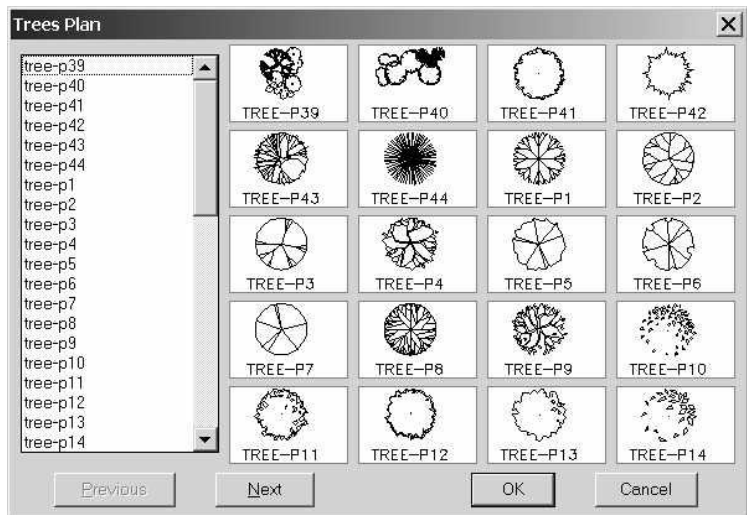 Trees Plan
tree-p39
tree-p40
tree-p41
tree-p42
tree-p43
tree-p44
tree-p1
tree-p2
tree-p3
tree-p4
tree-p5
tree-p6
tree-p7
tree-p8
tree-p9
tree-p10
tree-p11
tree-p12
tree-p13
tree-p14
TREE-P39 TREE-P40 TREE-P41 TREE-P42
TREE-P43 TREE-P44 TREE-P1 TREE-P2
TREE-P3 TREE-P4 TREE-P5 TREE-P6
TREE-P7 TREE-P8 TREE-P9 TREE-P10
TREE-P11 TREE-P12 TREE-P13 TREE-P14
Previous Next OK Cancel